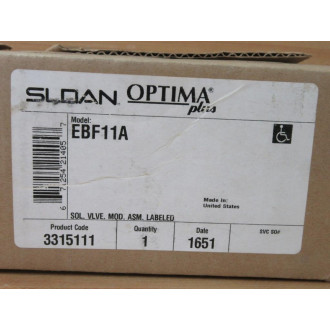 SLOAN OPTIMA®
plus
Model:
EBF11A
Made in:
United States
SOL. VLVE. MOD. ASM. LABELED
Product Code
3315111
Quantity
1
Date
1651